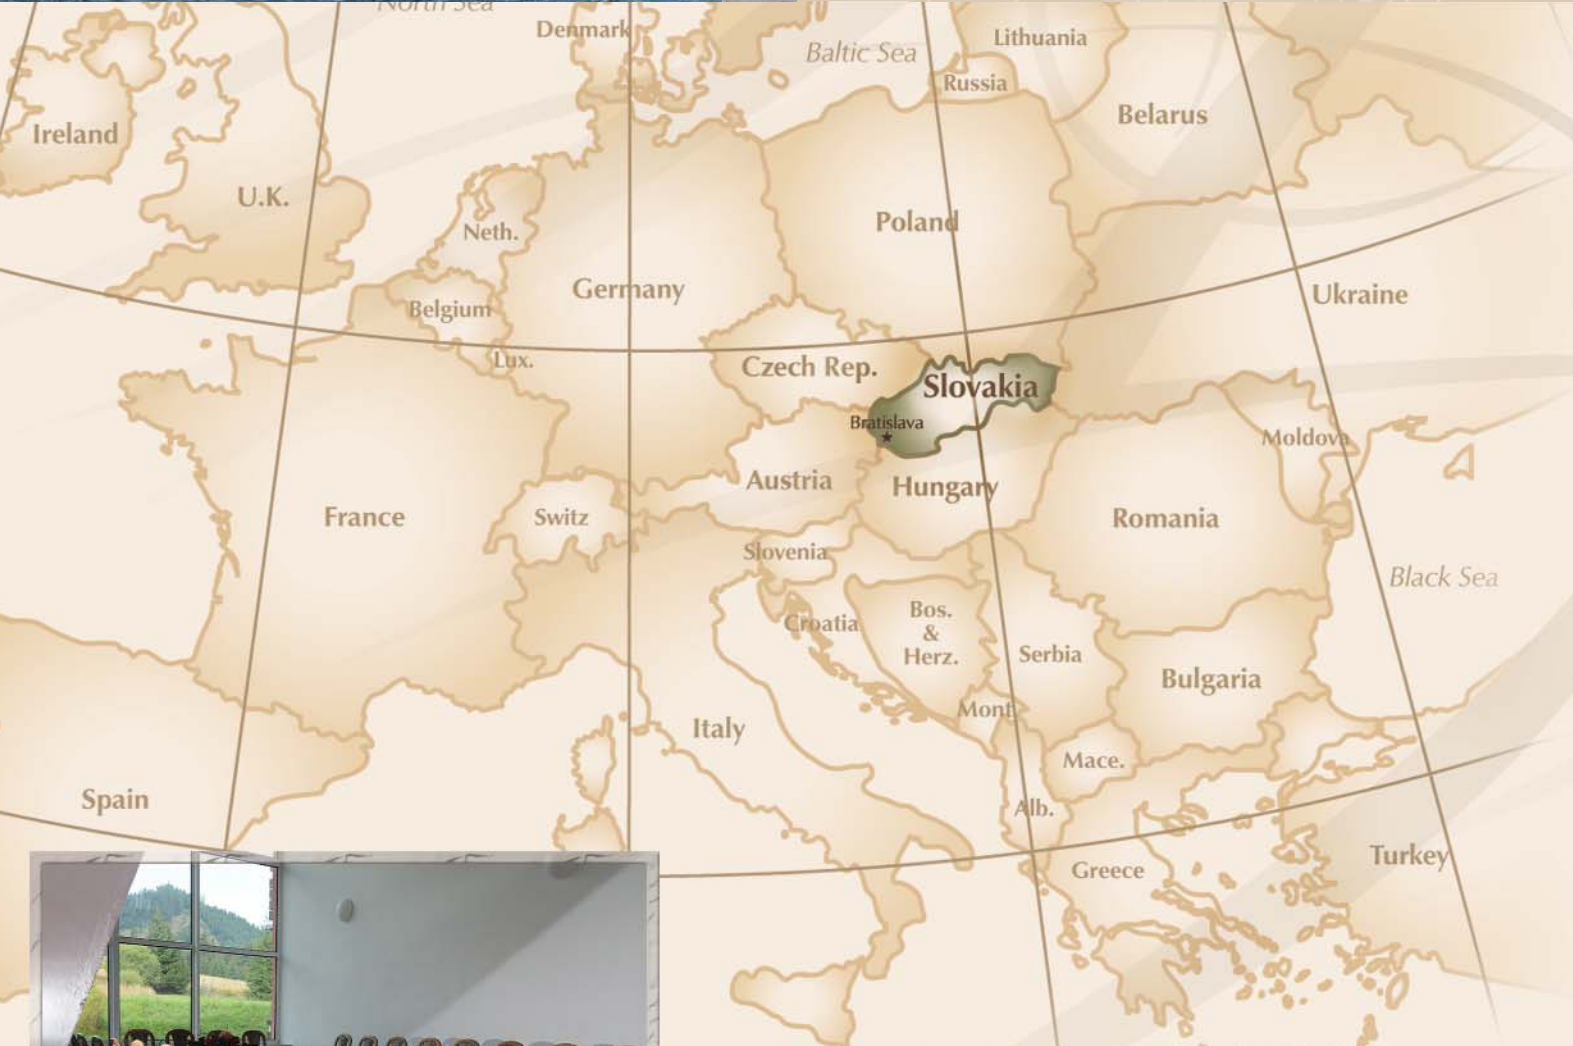 North Sea
Denmark
Baltic Sea
Lithuania
Russia
Belarus
Ireland
U.K.
Neth.
Poland
Germany
Belgium
Ukraine
Lux.
Czech Rep.
Slovakia
Bratislava
Moldova
Austria
Hungary
France
Switz
Romania
Slovenia
Black Sea
Bos.
&
Herz.
Croatia
Serbia
Bulgaria
Mont
Italy
Mace.
Spain
Alb.
Greece
Turkey